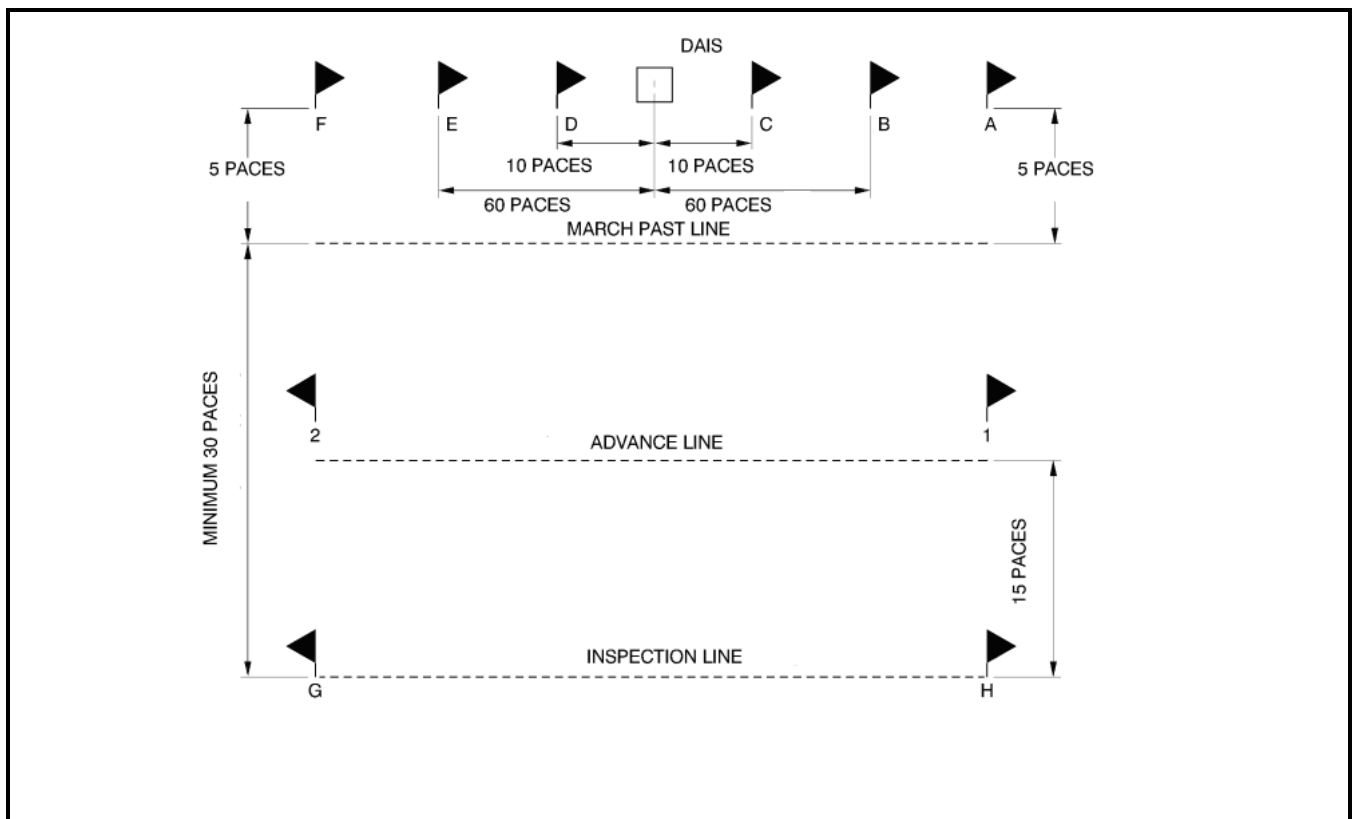 DAIS
F E D C B A
10 PACES 10 PACES
5 PACES 5 PACES
60 PACES 60 PACES
MARCH PAST LINE
MINIMUM 30 PACES
2 1
ADVANCE LINE
15 PACES
INSPECTION LINE
G H